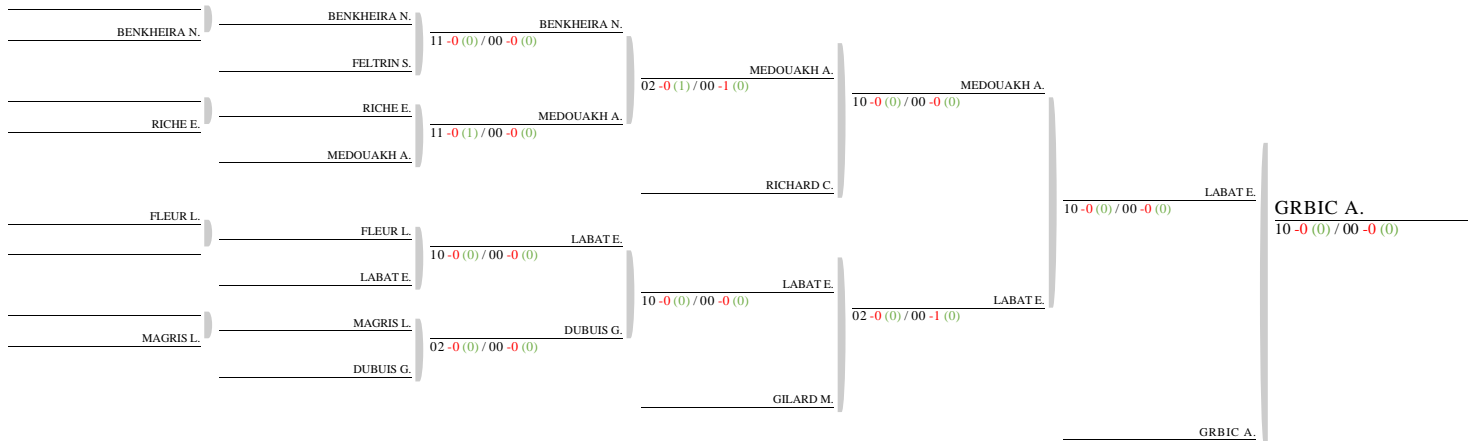 BENKHEIRA N.
RICHE E.
FLEUR L.
MAGRIS L.
BENKHEIRA N.
FELTRIN S.
RICHE E.
MEDOUAKH A.
FLEUR L.
LABAT E.
MAGRIS L.
DUBUIS G.
BENKHEIRA N.
11 -0 (0) / 00 -0 (0)
MEDOUAKH A.
11 -0 (1) / 00 -0 (0)
LABAT E.
10 -0 (0) / 00 -0 (0)
DUBUIS G.
02 -0 (0) / 00 -0 (0)
MEDOUAKH A.
02 -0 (1) / 00 -1 (0)
RICHARD C.
LABAT E.
10 -0 (0) / 00 -0 (0)
GILARD M.
MEDOUAKH A.
10 -0 (0) / 00 -0 (0)
LABAT E.
02 -0 (0) / 00 -1 (0)
LABAT E.
10 -0 (0) / 00 -0 (0)
GRBIC A.
GRBIC A.
10 -0 (0) / 00 -0 (0)